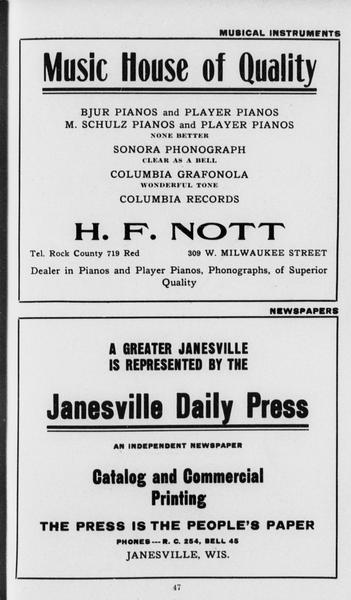 MUSICAL INSTRUMENTS
Music House of Quality
BJUR PIANOS and PLAYER PIANOS
M. SCHULZ PIANOS and PLAYER PIANOS
NONE BETTER
SONORA PHONOGRAPH
CLEAR AS A BELL
COLUMBIA GRAFONOLA
WONDERFUL TONE
COLUMBIA RECORDS
H. F. NOTT
Tel. Rock County 719 Red 309 W. MILWAUKEE STREET
Dealer in Pianos and Player Pianos, Phonographs, of Superior
Quality
NEWSPAPERS
A GREATER JANESVILLE
IS REPRESENTED BY THE
Janesville Daily Press
AN INDEPENDENT NEWSPAPER
Catalog and Commercial
Printing
THE PRESS IS THE PEOPLE'S PAPER
PHONES---R. C. 254, BELL 45
JANESVILLE, WIS.
47